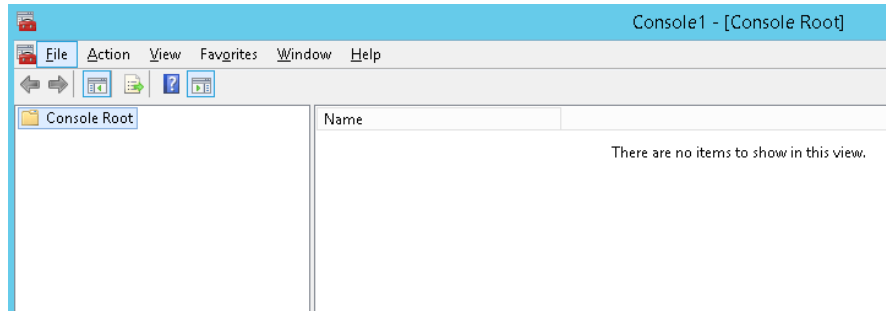 Console1 - [Console Root]
File Action View Favorites Window Help
Console Root
Name
There are no items to show in this view.